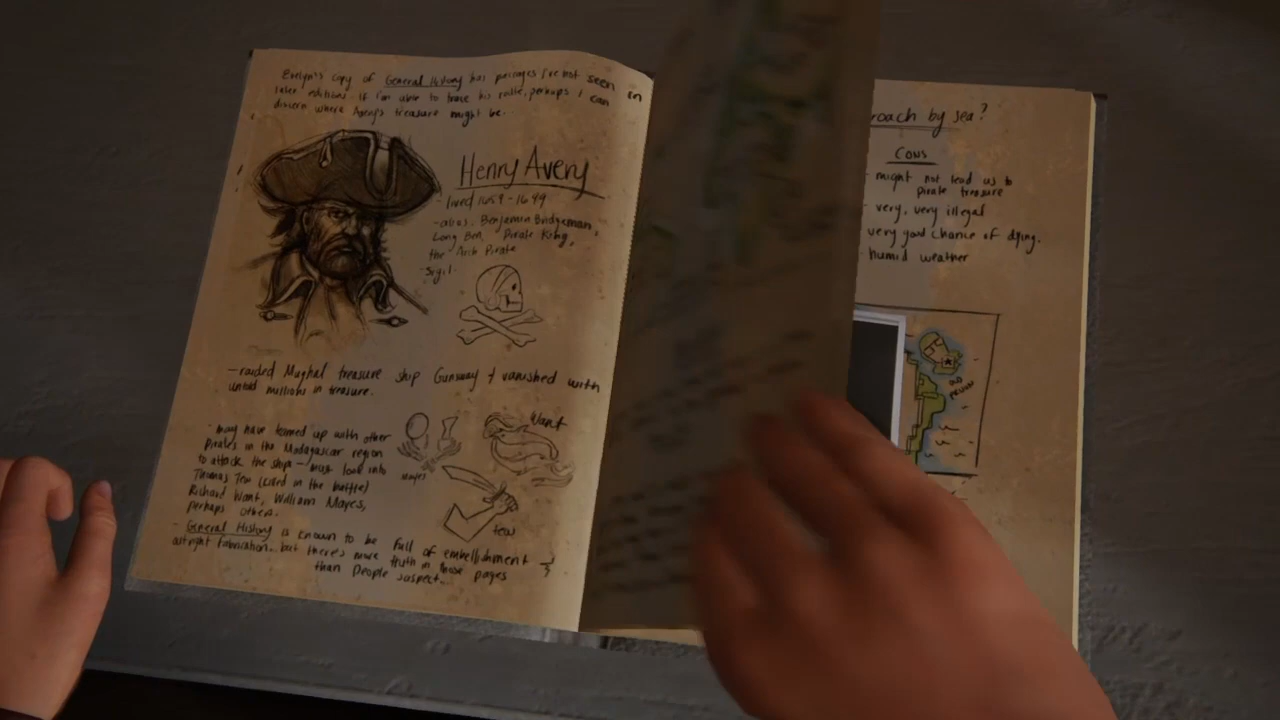 Evelyn's copy of General History has passages I've not seen in
later editions. If I'm able to trace his route, perhaps I can
discern where Avery's treasure might be.
Henry Avery
- lived 1659-1699
- alias: Benjamin Bridgeman,
Long Ben, Pirate King,
the Arch Pirate
- Sigil -
- raided Mughal treasure ship Gunsway & vanished with
untold millions in treasure.
- may have teamed up with other
pirates in the Madagascar region
to attack the ship - must look into
Thomas Tew (killed in the battle)
Richard Want, William Mayes,
perhaps others.
Mayes
Want
tew
- General History is known to be full of embellishment &
outright fabrication.. but there's more truth in those pages
than people suspect...
roach by sea?
Cons
- might not lead us to
pirate treasure
- very, very illegal
very good chance of dying.
- humid weather